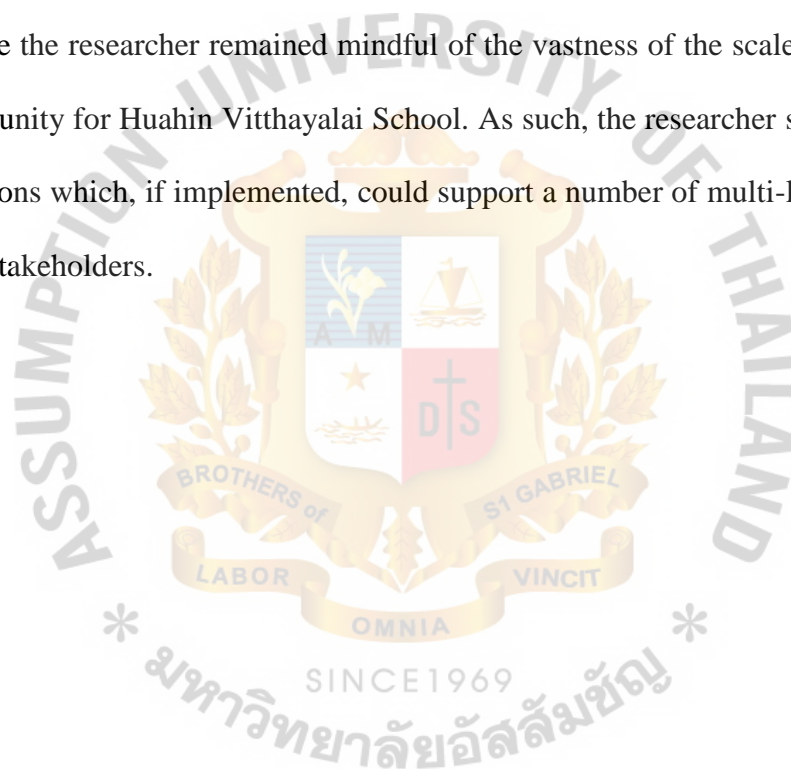 e the researcher remained mindful of the vastness of the scale
unity for Huahin Vitthayalai School. As such, the researcher s
ons which, if implemented, could support a number of multi-l
takeholders.
ASSUMPTION UNIVERSITY OF THAILAND
A M
D S
BROTHERS of
S1 GABRIEL
LABOR
VINCIT
OMNIA
SINCE1969
* มหาวิทยาลัยอัสสัมชัญ *